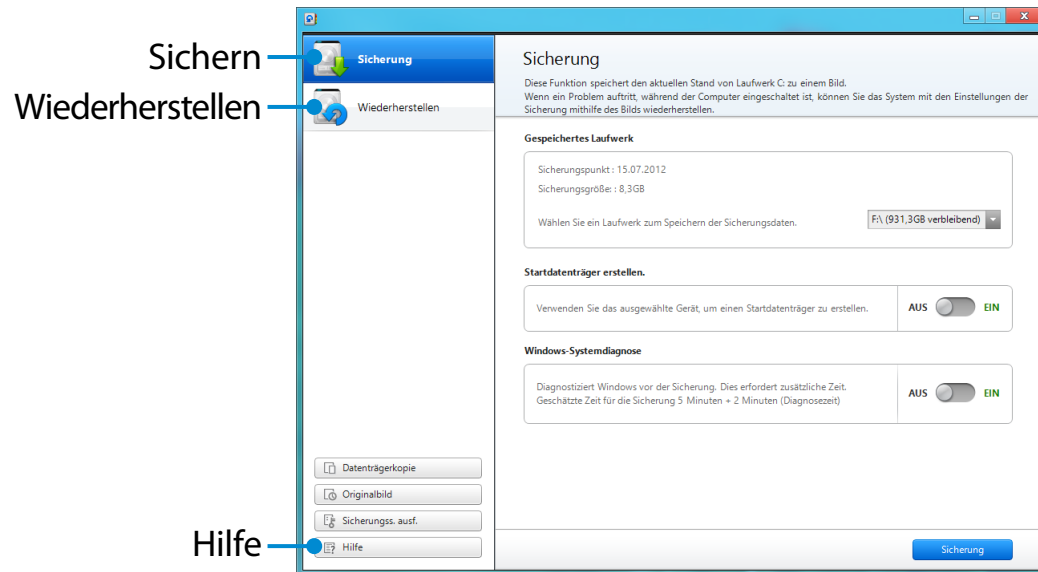 Sichern
Wiederherstellen
Hilfe
Sicherung
Wiederherstellen
Datenträgerkopie
Originalbild
Sicherungss. ausf.
Hilfe
Sicherung
Diese Funktion speichert den aktuellen Stand von Laufwerk C: zu einem Bild.
Wenn ein Problem auftritt, während der Computer eingeschaltet ist, können Sie das System mit den Einstellungen der
Sicherung mithilfe des Bilds wiederherstellen.
Gespeichertes Laufwerk
Sicherungspunkt : 15.07.2012
Sicherungsgröße: : 8,3GB
Wählen Sie ein Laufwerk zum Speichern der Sicherungsdaten. F:\ (931,3GB verbleibend)
Startdatenträger erstellen.
Verwenden Sie das ausgewählte Gerät, um einen Startdatenträger zu erstellen. AUS EIN
Windows-Systemdiagnose
Diagnostiziert Windows vor der Sicherung. Dies erfordert zusätzliche Zeit.
Geschätzte Zeit für die Sicherung 5 Minuten + 2 Minuten (Diagnosezeit) AUS EIN
Sicherung